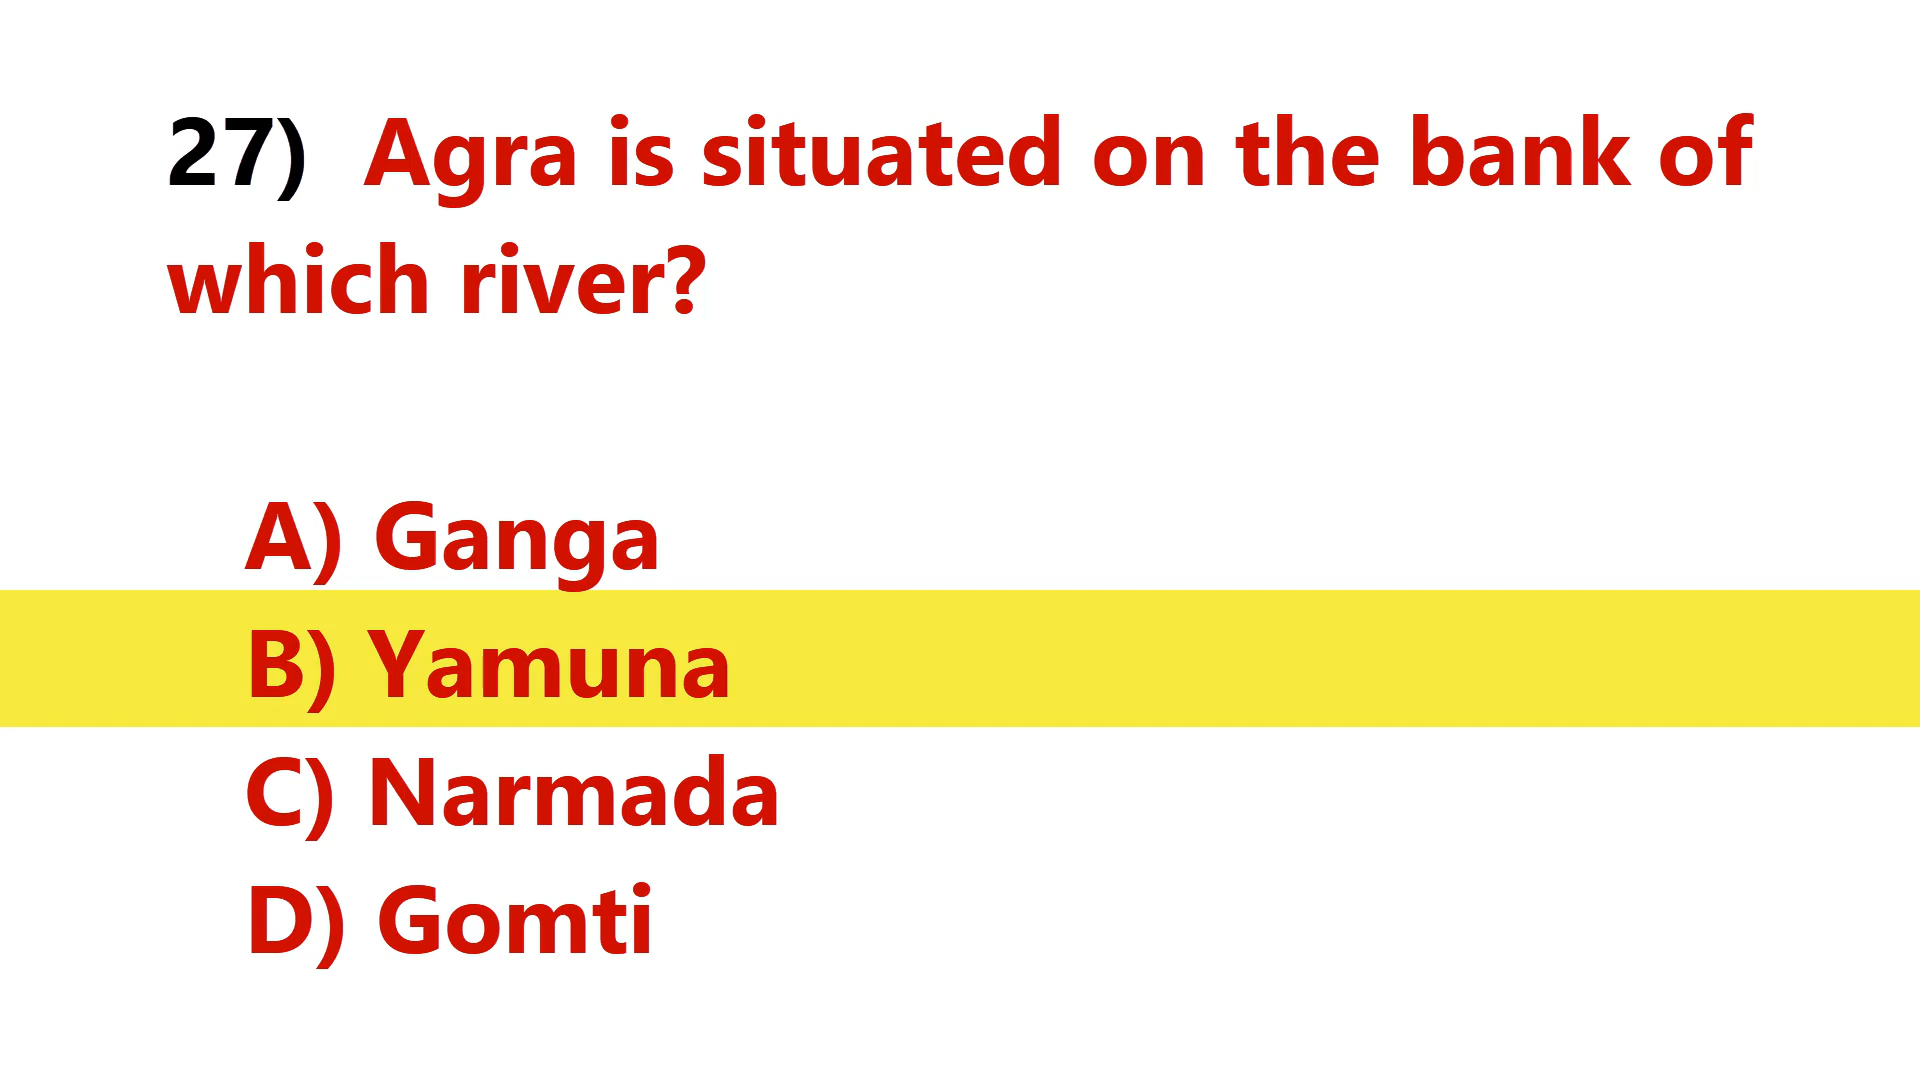 27) Agra is situated on the bank of
which river?
A) Ganga
B) Yamuna
C) Narmada
D) Gomti